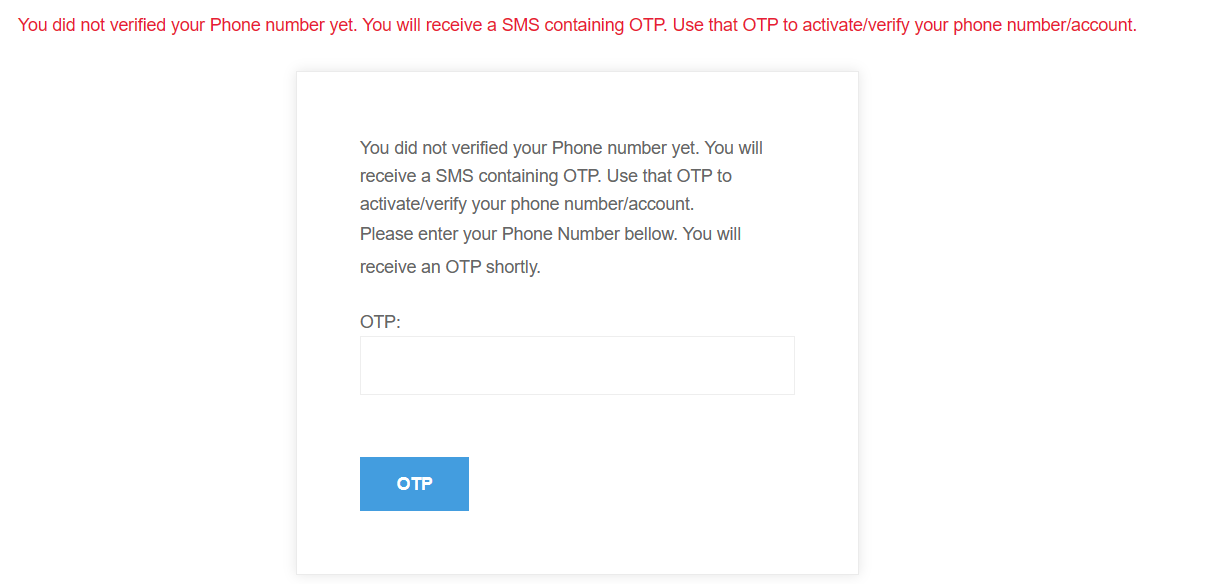 You did not verified your Phone number yet. You will receive a SMS containing OTP. Use that OTP to activate/verify your phone number/account.
You did not verified your Phone number yet. You will
receive a SMS containing OTP. Use that OTP to
activate/verify your phone number/account.
Please enter your Phone Number bellow. You will
receive an OTP shortly.
OTP:
OTP